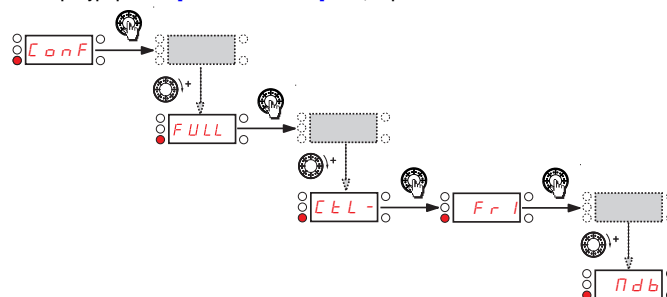 ConF
+
FULL
+
CtL- Fr1
+
Mdb